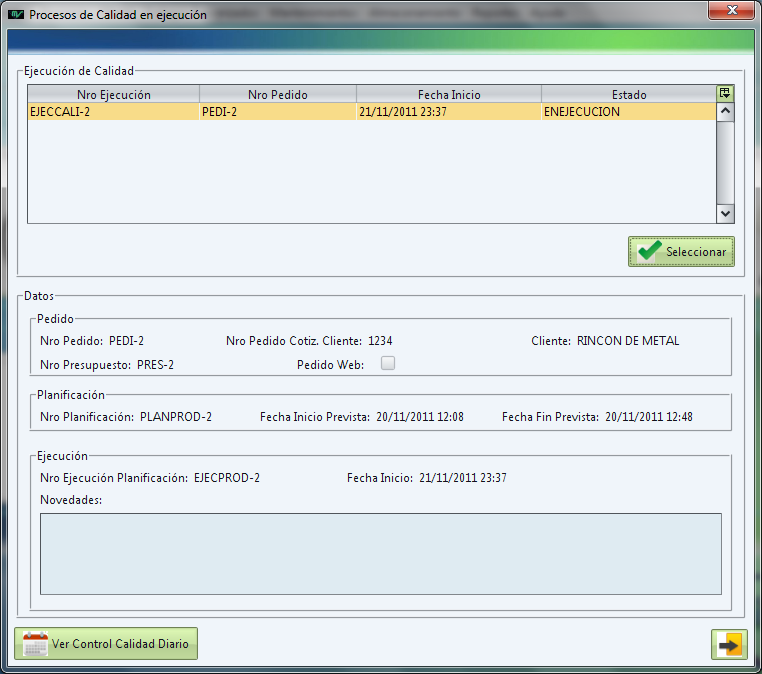 Procesos de Calidad en ejecución
Ejecución de Calidad
Nro Ejecución Nro Pedido Fecha Inicio Estado
EJECCALI-2 PEDI-2 21/11/2011 23:37 ENEJECUCION
Seleccionar
Datos
Pedido
Nro Pedido: PEDI-2 Nro Pedido Cotiz. Cliente: 1234 Cliente: RINCON DE METAL
Nro Presupuesto: PRES-2 Pedido Web:
Planificación
Nro Planificación: PLANPROD-2 Fecha Inicio Prevista: 20/11/2011 12:08 Fecha Fin Prevista: 20/11/2011 12:48
Ejecución
Nro Ejecución Planificación: EJECPROD-2 Fecha Inicio: 21/11/2011 23:37
Novedades:
Ver Control Calidad Diario